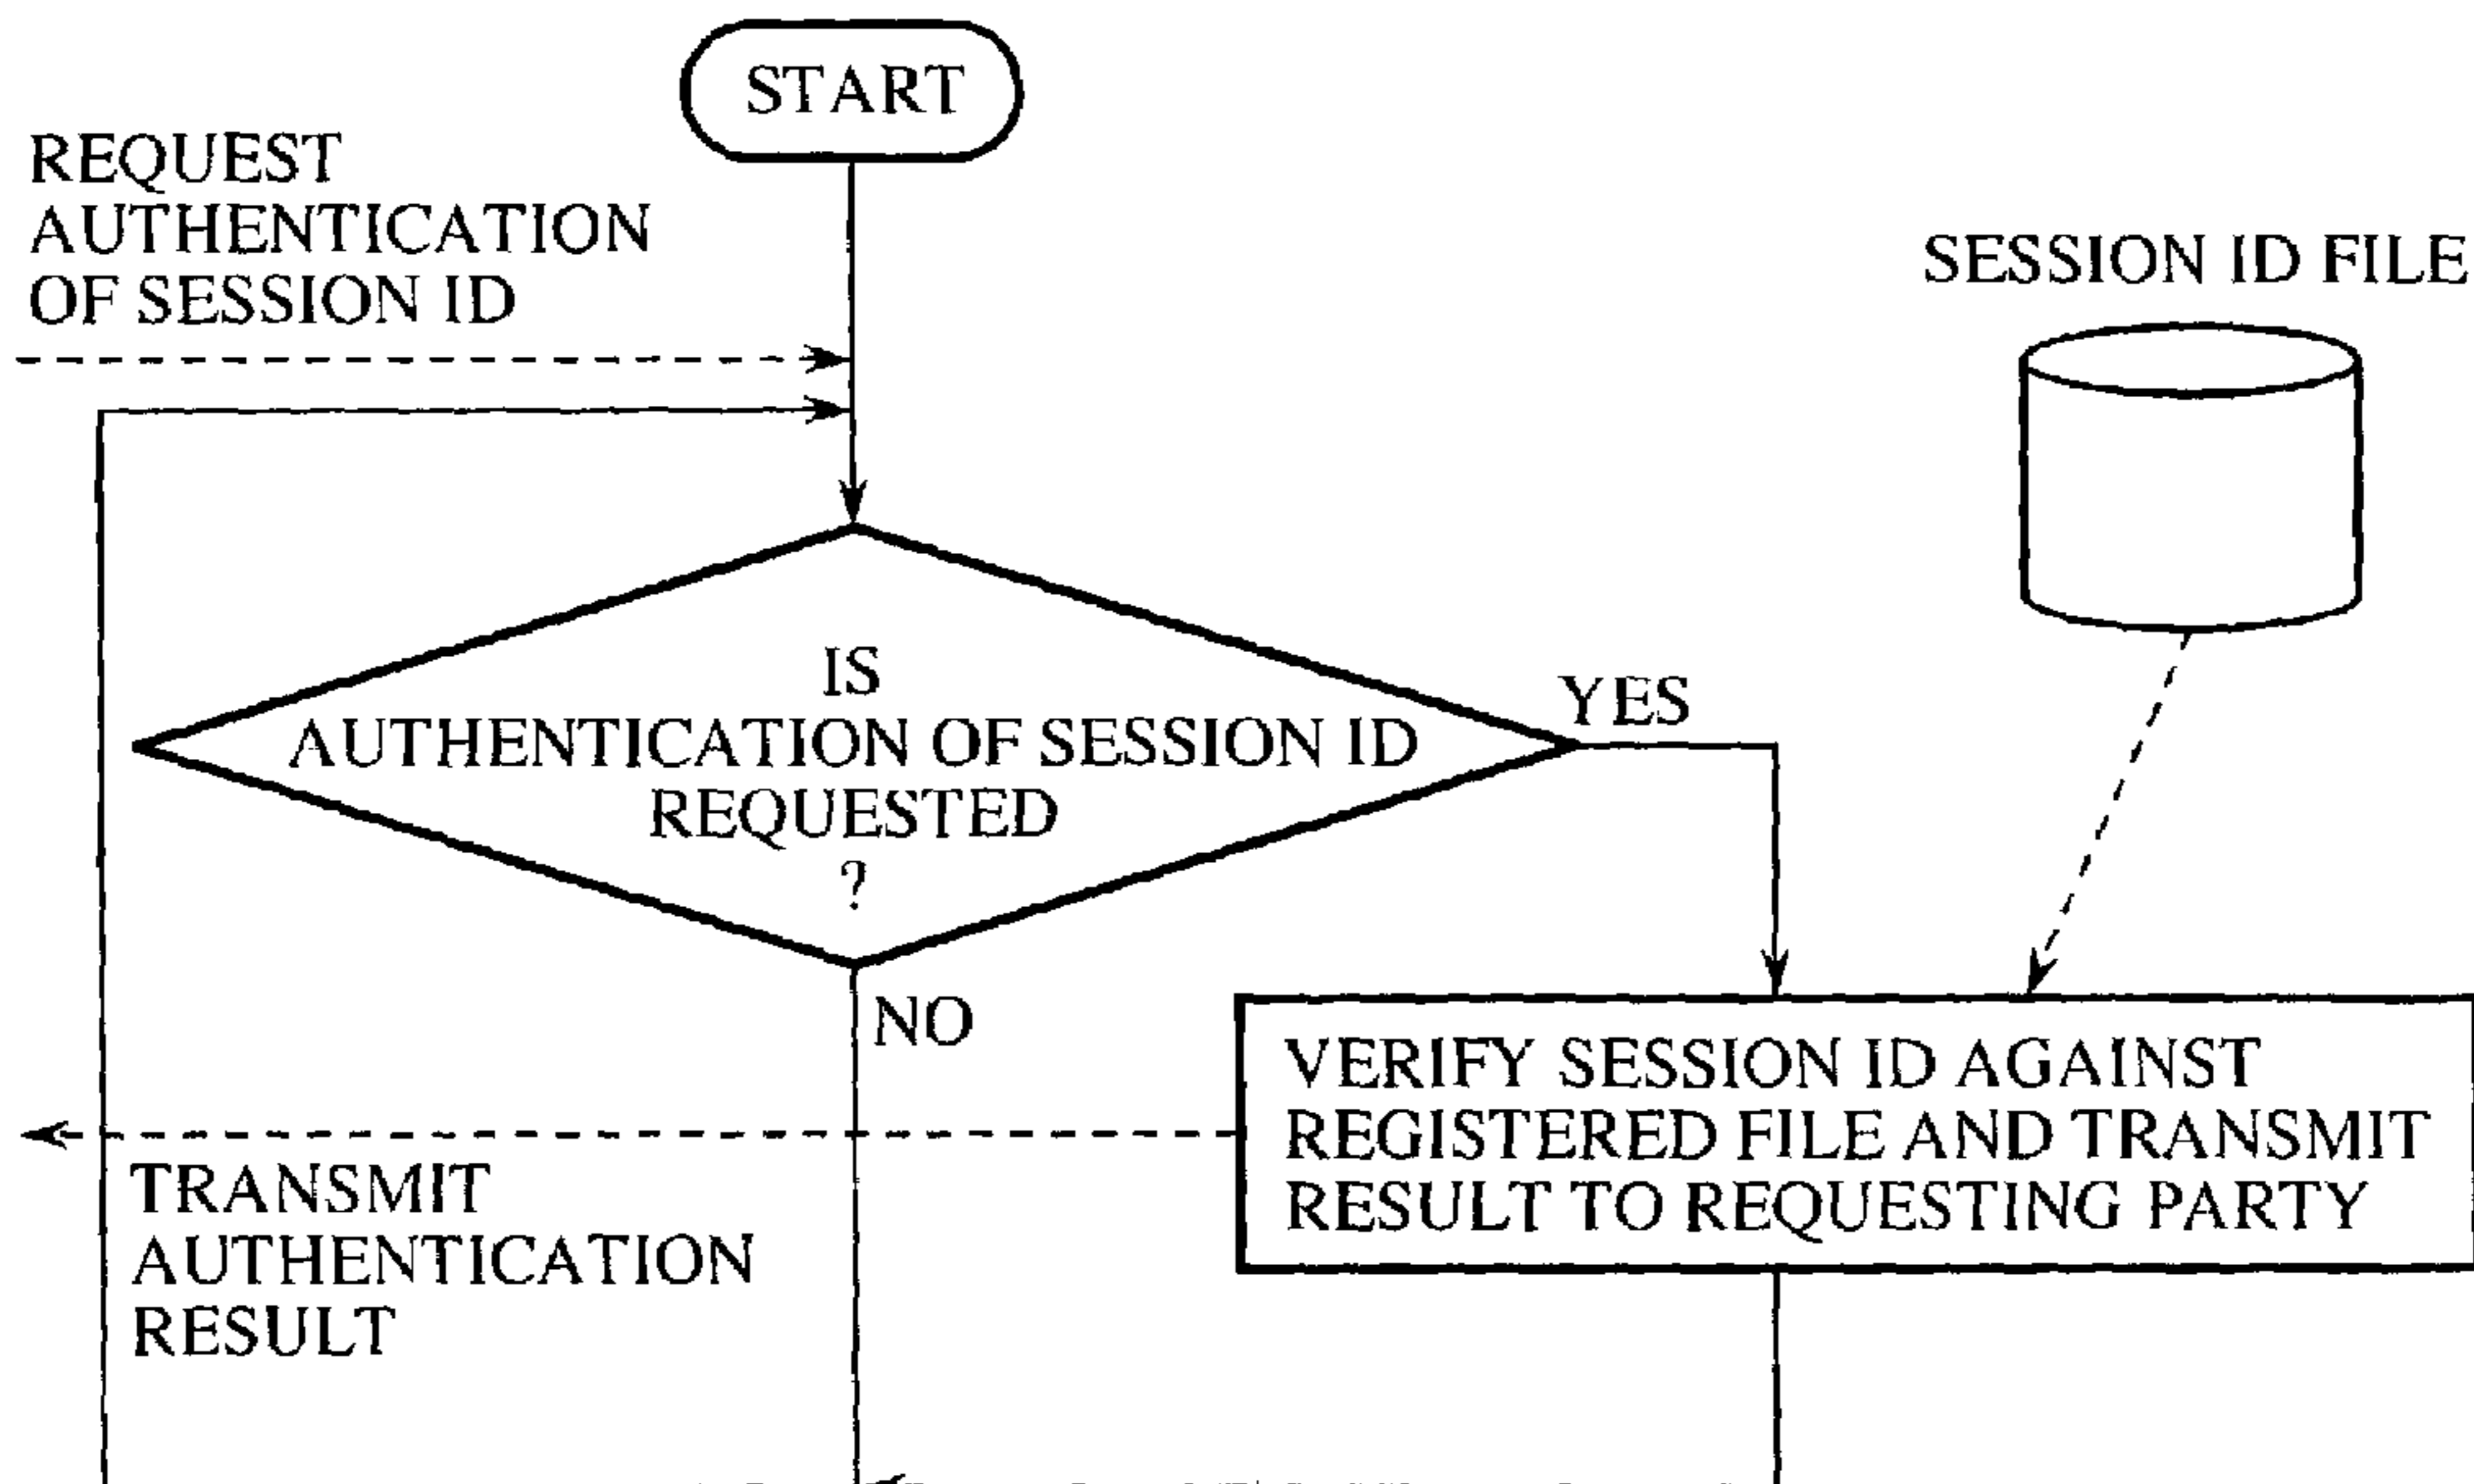 START
REQUEST
AUTHENTICATION
OF SESSION ID
SESSION ID FILE
IS
AUTHENTICATION OF SESSION ID
REQUESTED
?
YES
NO
VERIFY SESSION ID AGAINST
REGISTERED FILE AND TRANSMIT
RESULT TO REQUESTING PARTY
TRANSMIT
AUTHENTICATION
RESULT